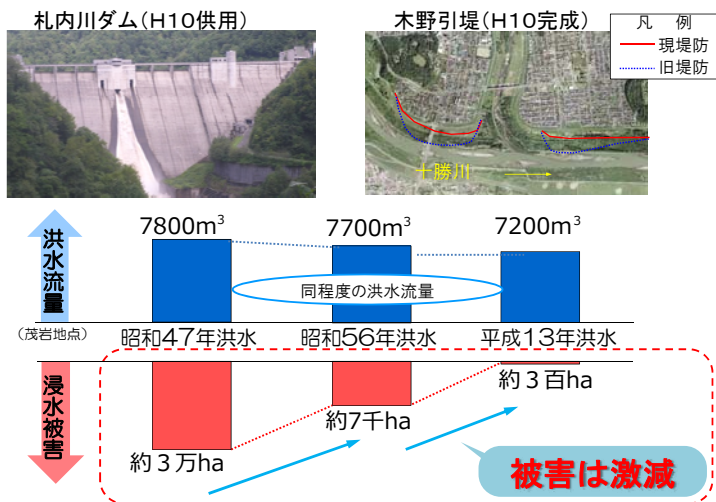 札内川ダム(H10供用)
木野引堤(H10完成)
凡 例
現堤防
旧堤防
十勝川
洪水流量
7800m³
7700m³
7200m³
同程度の洪水流量
(茂岩地点)
昭和47年洪水
昭和56年洪水
平成13年洪水
浸水被害
約3万ha
約7千ha
約3百ha
被害は激減